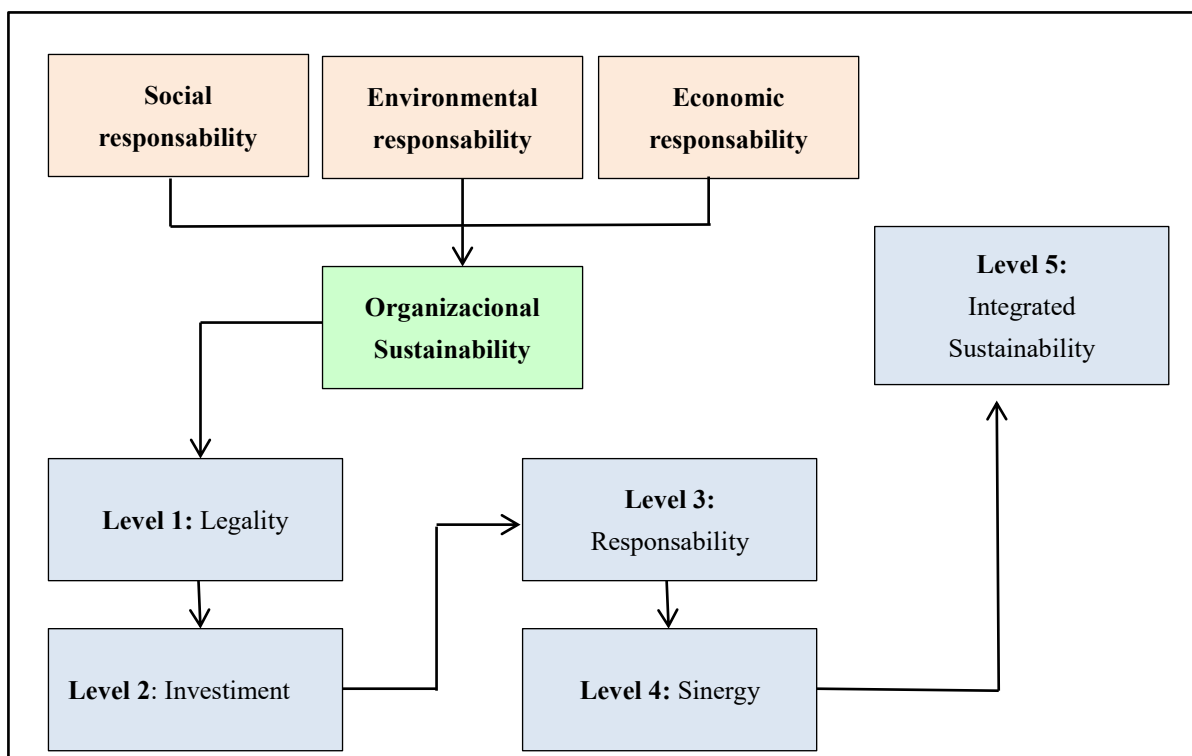 Social
responsability
Environmental
responsability
Economic
responsability
Organizacional
Sustainability
Level 5:
Integrated
Sustainability
Level 1: Legality
Level 3:
Responsability
Level 2: Investiment
Level 4: Sinergy